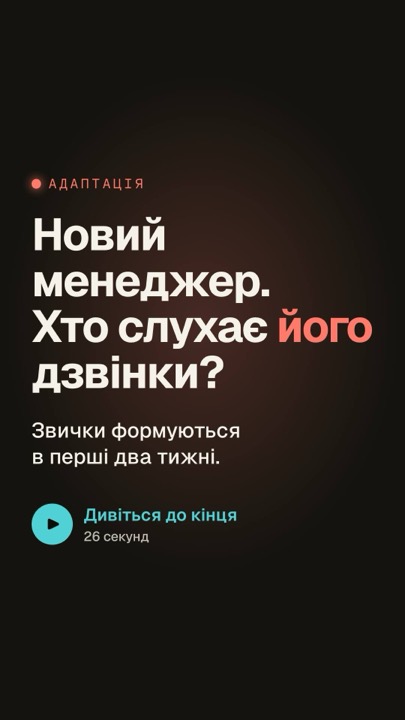 АДАПТАЦІЯ
Новий
менеджер.
Хто слухає його
дзвінки?
Звички формуються
в перші два тижні.
Дивіться до кінця
26 секунд